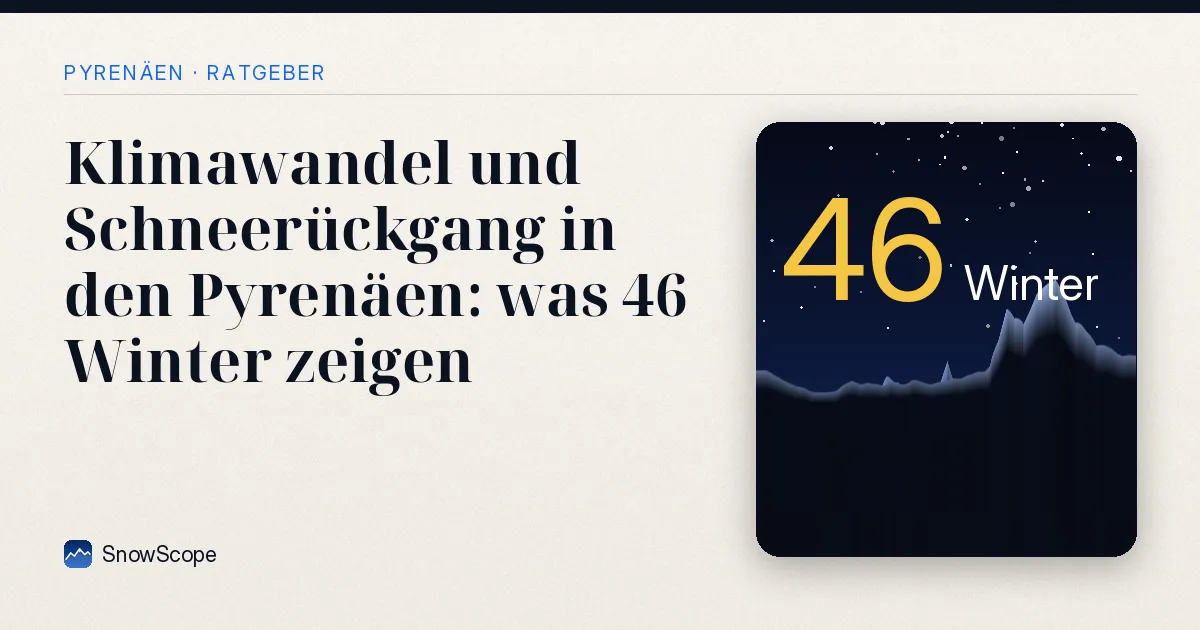 PYRENÄEN · RATGEBER
Klimawandel und
Schneerückgang in
den Pyrenäen: was 46
Winter zeigen
46 Winter
SnowScope